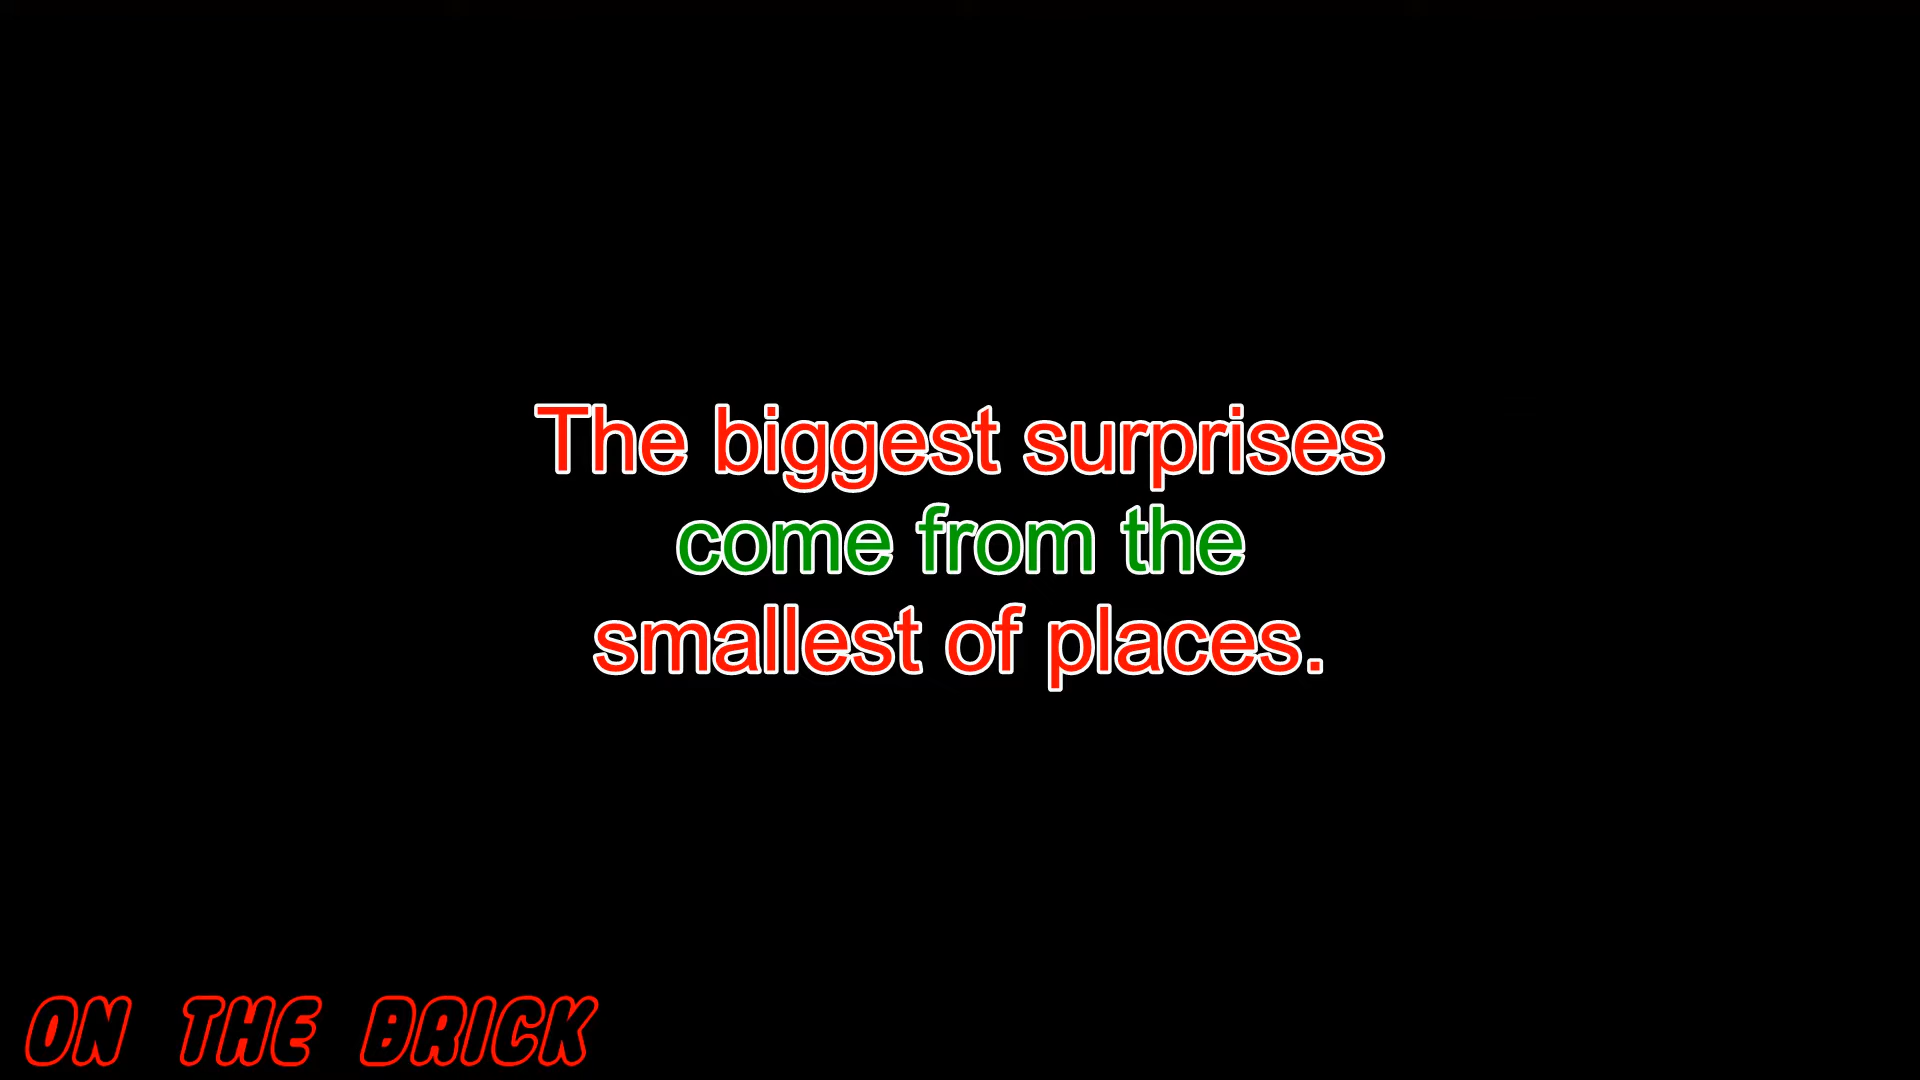 The biggest surprises
come from the
smallest of places.
ON THE BRICK